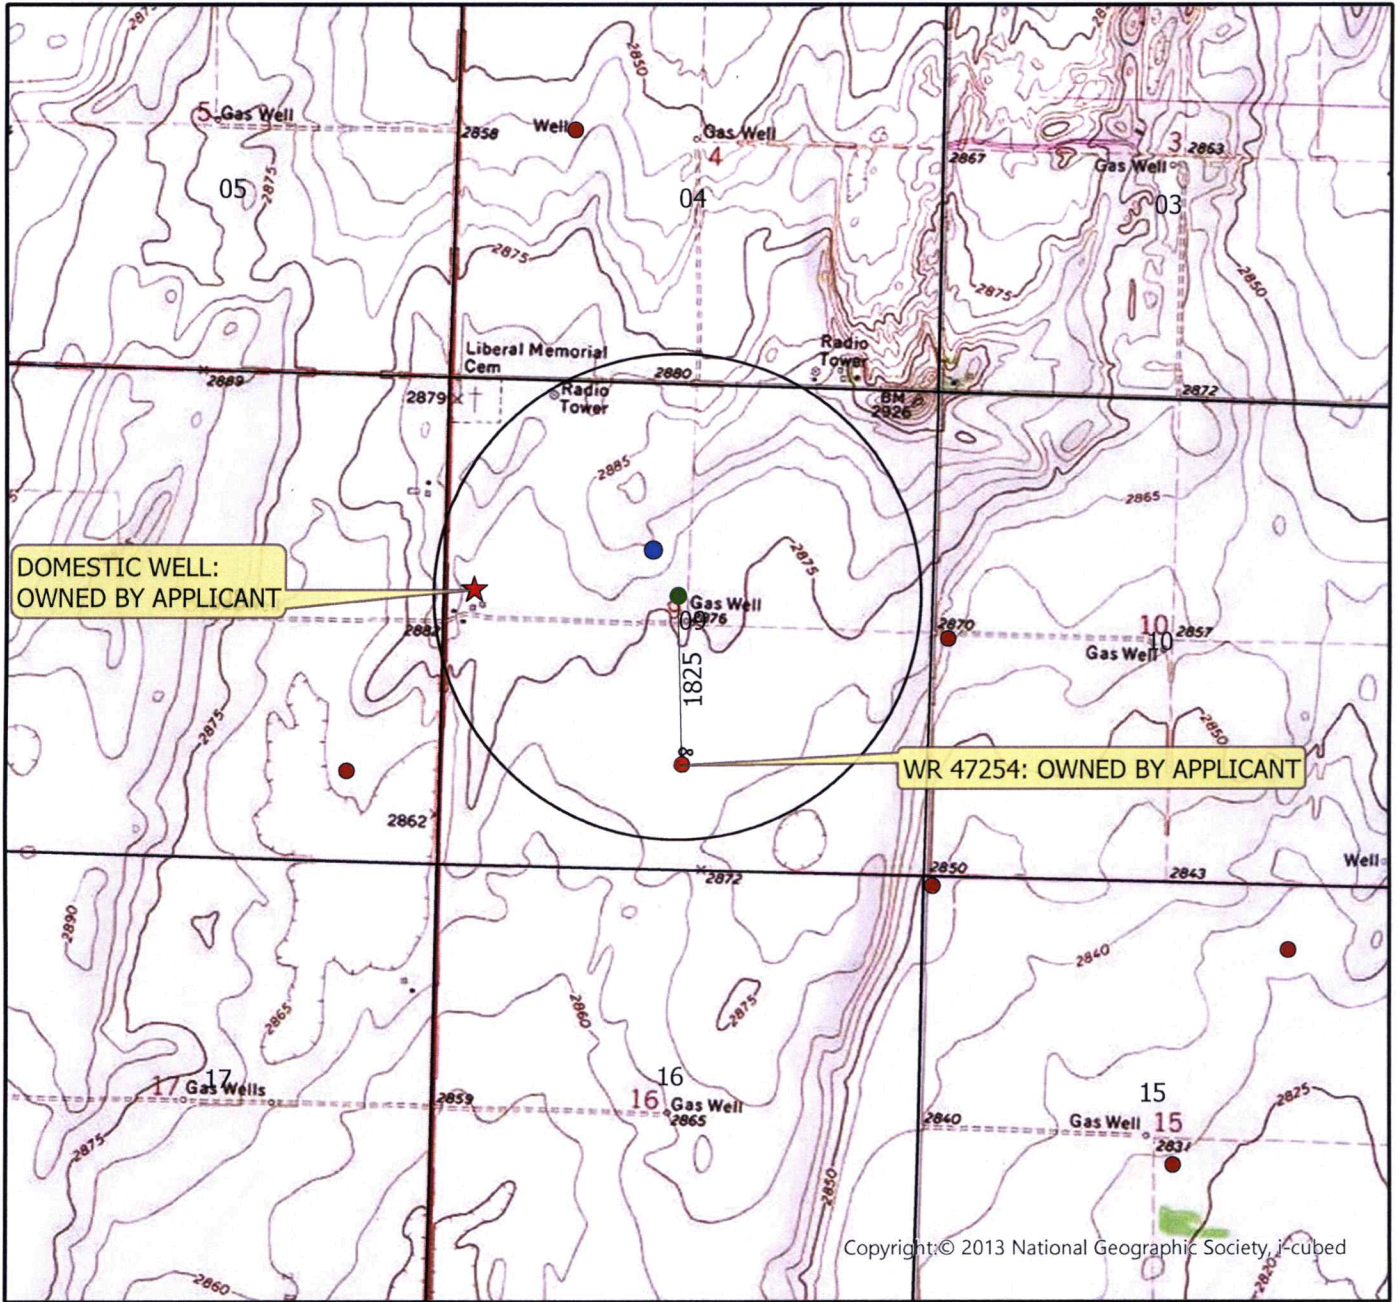 2875
2850
2885
5 Gas Well
2858
Well
Gas Well
4
2867
3
2863
Gas Well
05
2875
04
03
2875
2875
2850
Liberal Memorial
Cem
Radio
Tower
2889
2880
2872
2879
Radio
Tower
BM
2926
2885
2865
DOMESTIC WELL:
OWNED BY APPLICANT
2875
Gas Well
2876
09
2882
2870
10
2857
10
Gas Well
1825
2875
2850
8
WR 47254: OWNED BY APPLICANT
2862
2872
2850
2843
Well
2890
2840
2865
2860
2875
17
17
Gas Wells
16
16
Gas Well
2859
2865
15
2825
2840
Gas Well
15
2875
2850
2860
2820
Copyright:© 2013 National Geographic Society, i-cubed